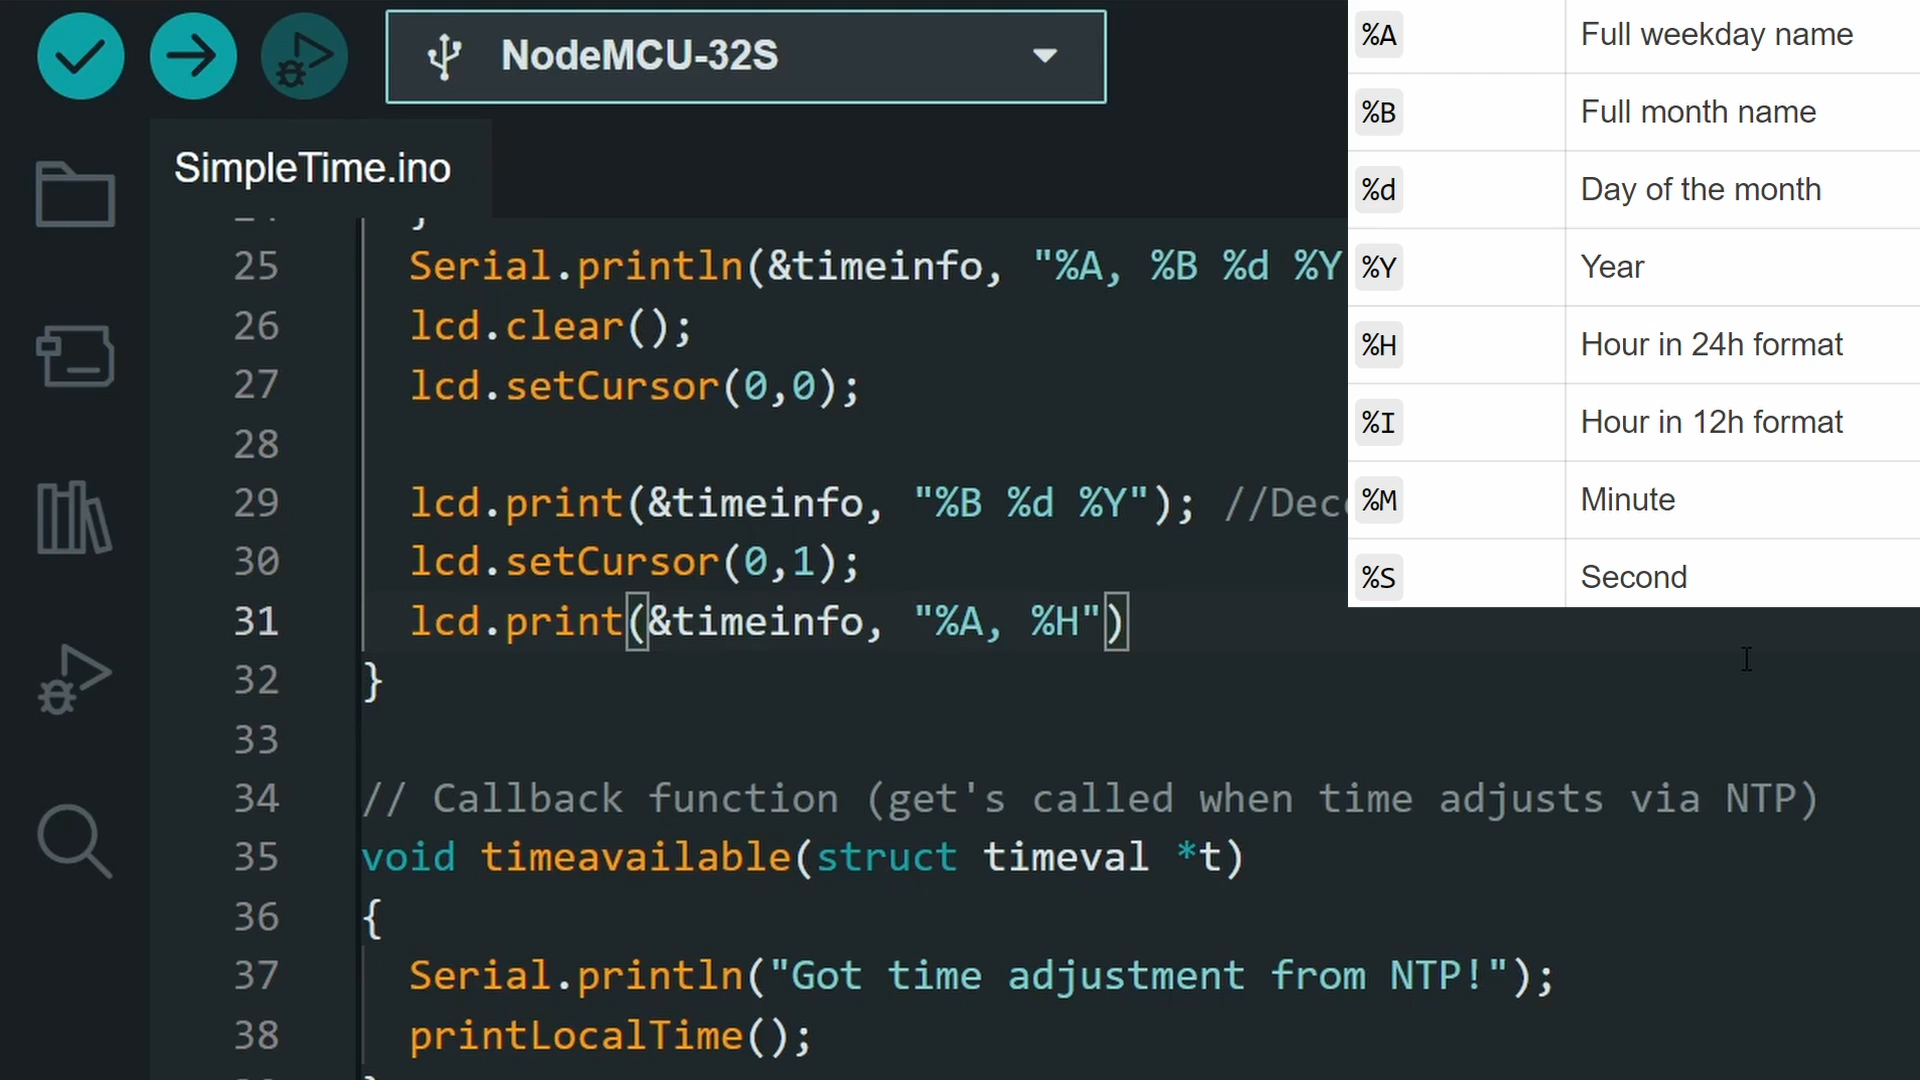 NodeMCU-32S
SimpleTime.ino
25 Serial.println(&timeinfo, "%A, %B %d %Y
26 lcd.clear();
27 lcd.setCursor(0,0);
28
29 lcd.print(&timeinfo, "%B %d %Y"); //Dec
30 lcd.setCursor(0,1);
31 lcd.print(&timeinfo, "%A, %H")
32 }
33
34 // Callback function (get's called when time adjusts via NTP)
35 void timeavailable(struct timeval *t)
36 {
37 Serial.println("Got time adjustment from NTP!");
38 printLocalTime();
%A Full weekday name
%B Full month name
%d Day of the month
%Y Year
%H Hour in 24h format
%I Hour in 12h format
%M Minute
%S Second